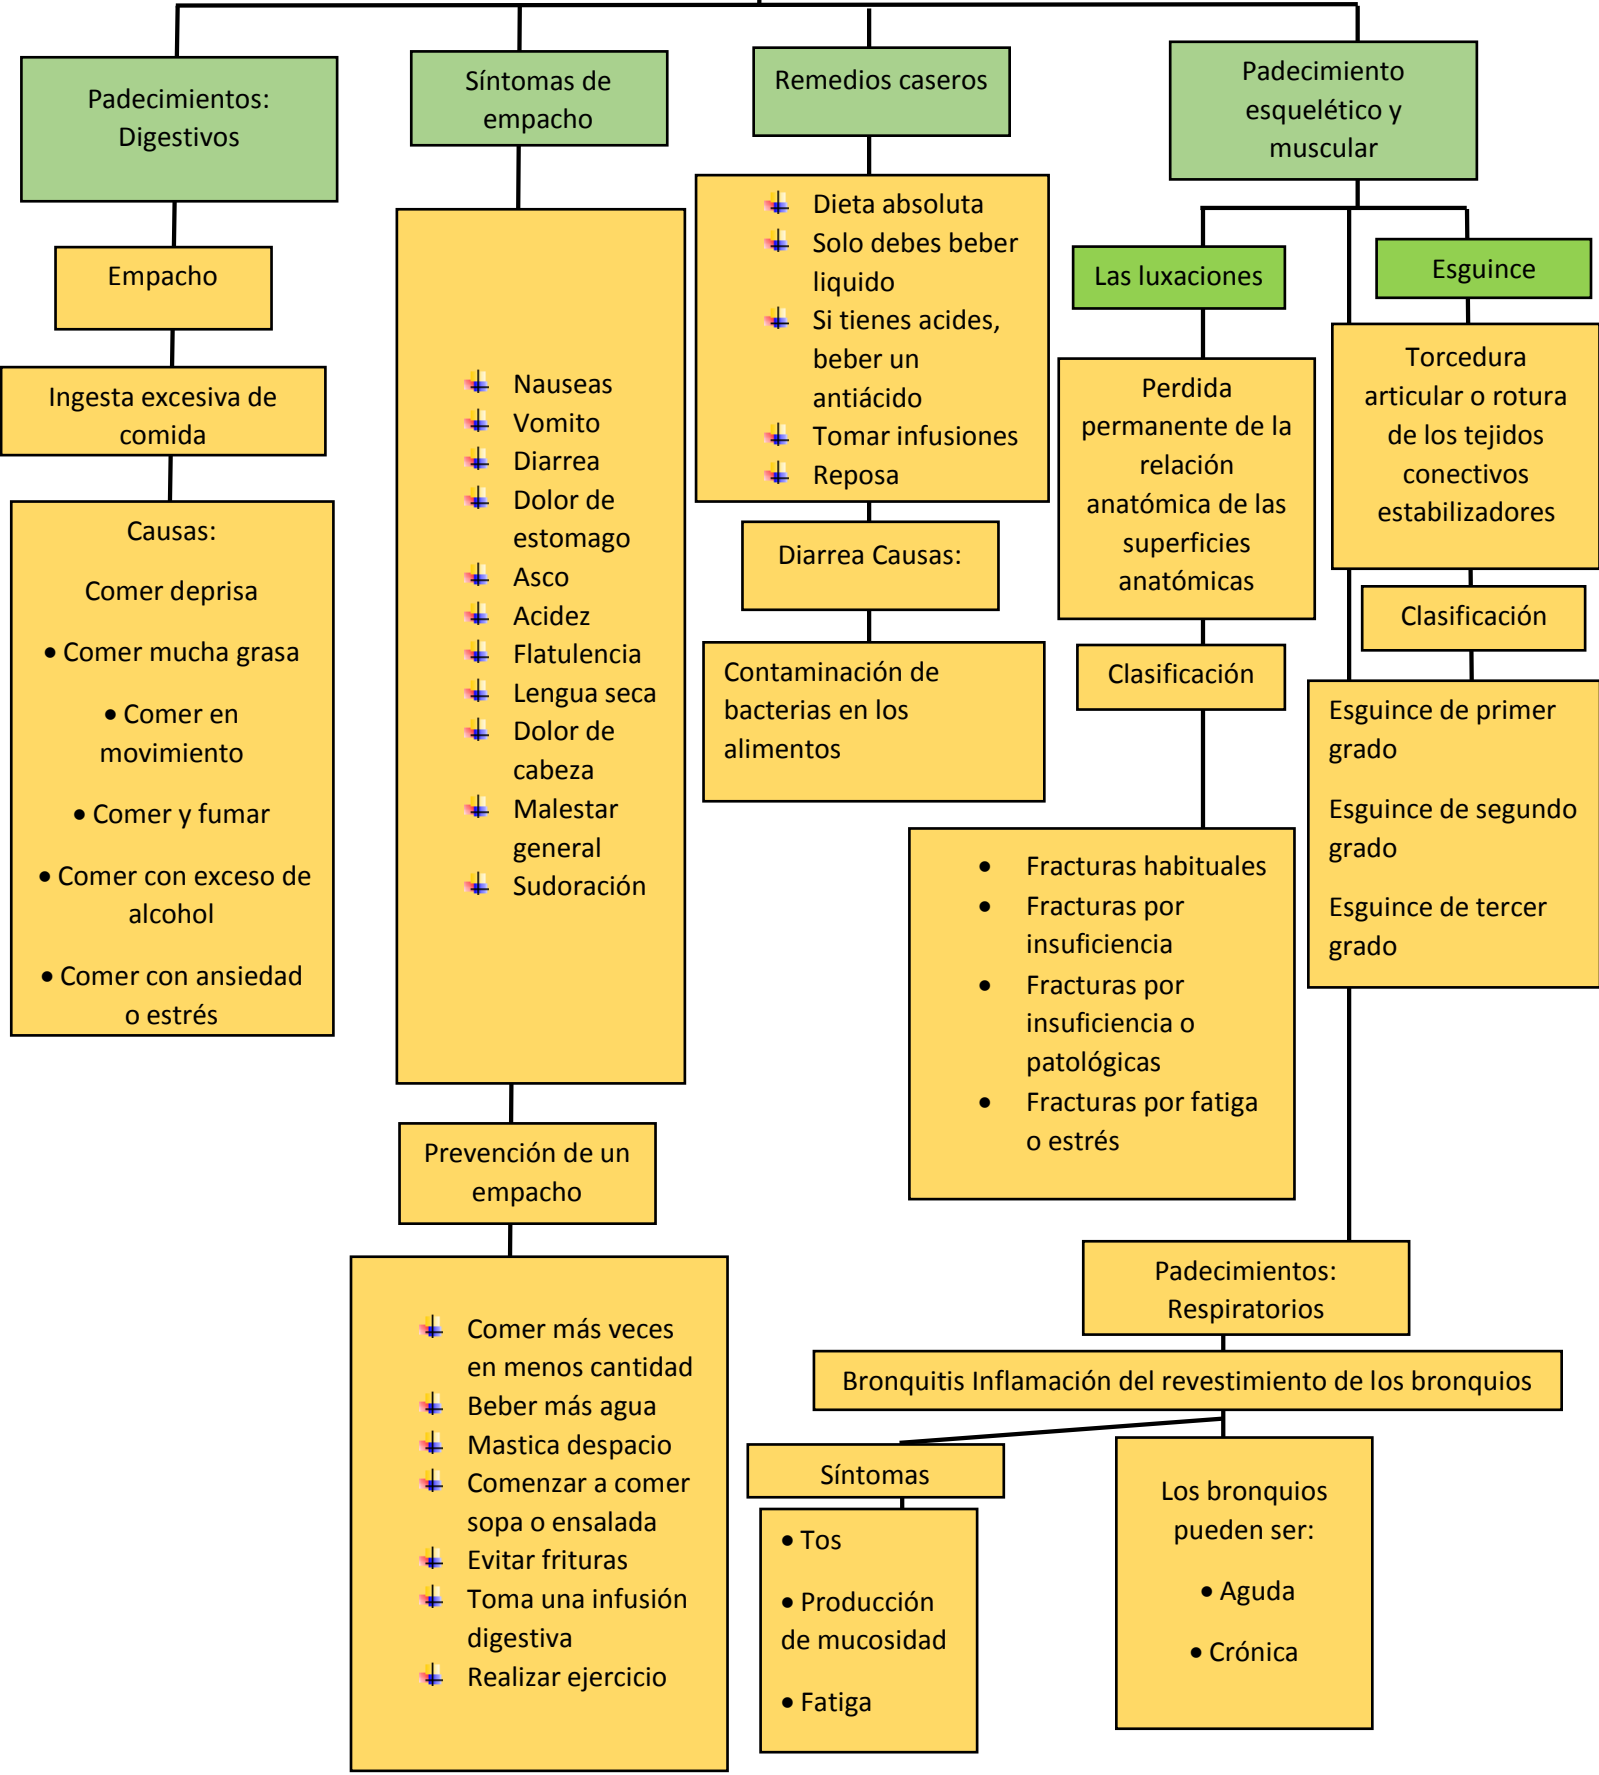 Padecimientos:
Digestivos
Empacho
Ingesta excesiva de
comida
Causas:
Comer deprisa
• Comer mucha grasa
• Comer en
movimiento
• Comer y fumar
• Comer con exceso de
alcohol
• Comer con ansiedad
o estrés
Síntomas de
empacho
Nauseas
Vomito
Diarrea
Dolor de
estomago
Asco
Acidez
Flatulencia
Lengua seca
Dolor de
cabeza
Malestar
general
Sudoración
Prevención de un
empacho
Comer más veces
en menos cantidad
Beber más agua
Mastica despacio
Comenzar a comer
sopa o ensalada
Evitar frituras
Toma una infusión
digestiva
Realizar ejercicio
Remedios caseros
Dieta absoluta
Solo debes beber
liquido
Si tienes acides,
beber un
antiácido
Tomar infusiones
Reposa
Diarrea Causas:
Contaminación de
bacterias en los
alimentos
Padecimiento
esquelético y
muscular
Las luxaciones
Perdida
permanente de la
relación
anatómica de las
superficies
anatómicas
Clasificación
• Fracturas habituales
• Fracturas por
insuficiencia
• Fracturas por
insuficiencia o
patológicas
• Fracturas por fatiga
o estrés
Esguince
Torcedura
articular o rotura
de los tejidos
conectivos
estabilizadores
Clasificación
Esguince de primer
grado
Esguince de segundo
grado
Esguince de tercer
grado
Padecimientos:
Respiratorios
Bronquitis Inflamación del revestimiento de los bronquios
Síntomas
• Tos
• Producción
de mucosidad
• Fatiga
Los bronquios
pueden ser:
• Aguda
• Crónica